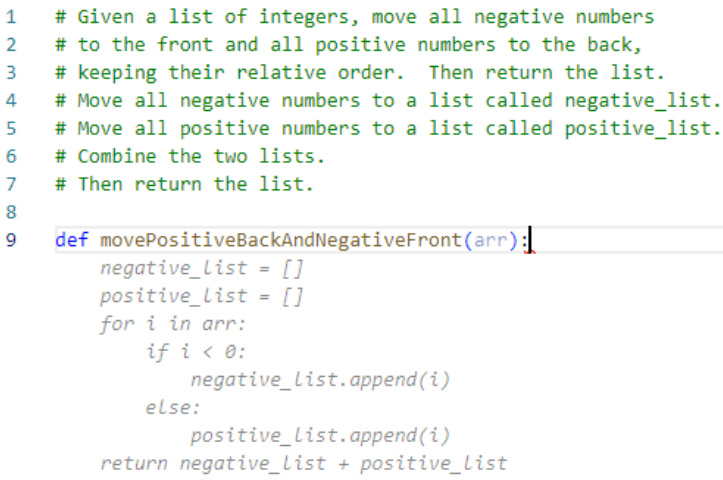 1 # Given a list of integers, move all negative numbers
2 # to the front and all positive numbers to the back,
3 # keeping their relative order.  Then return the list.
4 # Move all negative numbers to a list called negative_list.
5 # Move all positive numbers to a list called positive_list.
6 # Combine the two lists.
7 # Then return the list.
8
9 def movePositiveBackAndNegativeFront(arr):
    negative_list = []
    positive_list = []
    for i in arr:
        if i < 0:
            negative_list.append(i)
        else:
            positive_list.append(i)
    return negative_list + positive_list